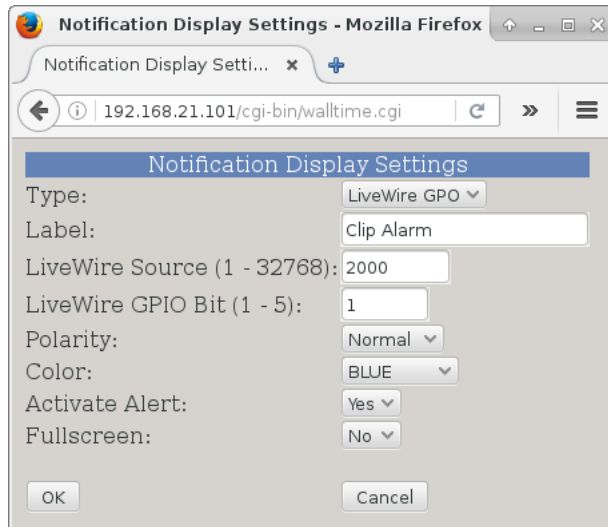 Notification Display Settings - Mozilla Firefox
Notification Display Setti...
192.168.21.101/cgi-bin/walltime.cgi
Notification Display Settings
Type: LiveWire GPO
Label: Clip Alarm
LiveWire Source (1 - 32768): 2000
LiveWire GPIO Bit (1 - 5): 1
Polarity: Normal
Color: BLUE
Activate Alert: Yes
Fullscreen: No
OK Cancel